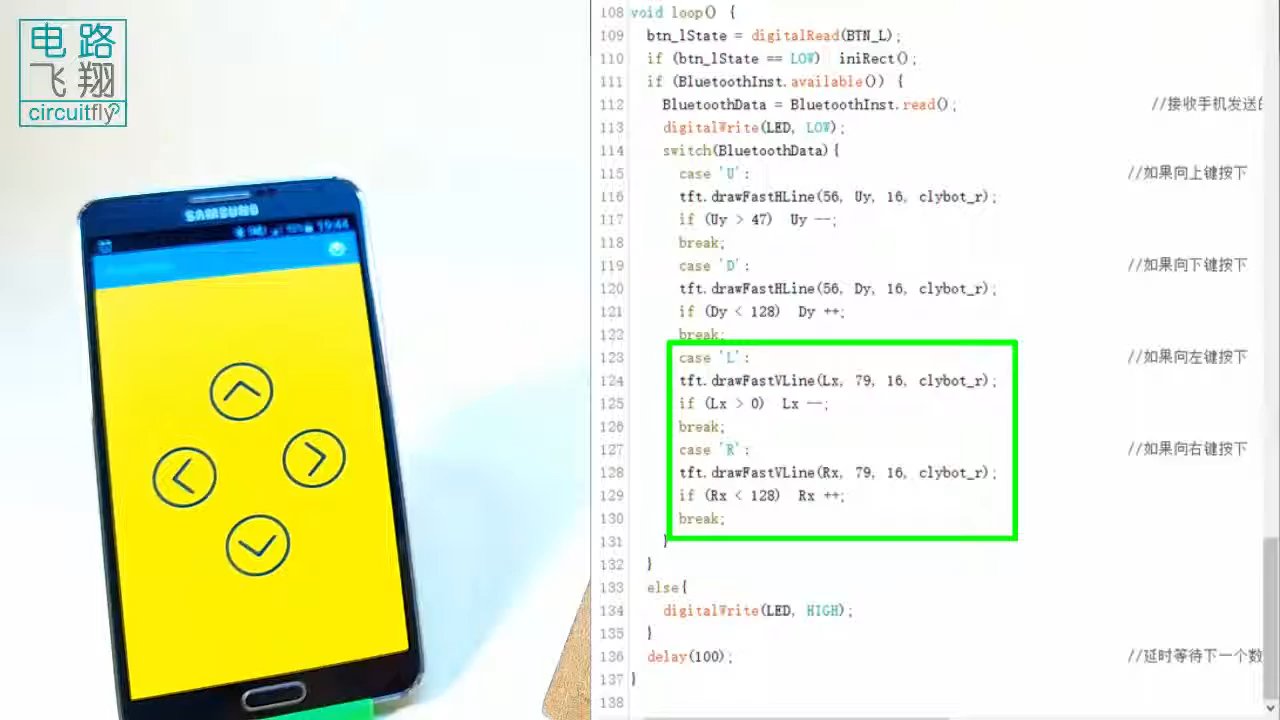 电路
飞翔
circuitfly?
SAMSUNG
108 void loop() {
109 btn_lState = digitalRead(BTN_L);
110 if (btn_lState == LOW) iniRect();
111 if (BluetoothInst.available()) {
112 BluetoothData = BluetoothInst.read(); //接收手机发送
113 digitalWrite(LED, LOW);
114 switch(BluetoothData){
115 case 'U': //如果向上键按下
116 tft.drawFastHLine(56, Uy, 16, clybot_r);
117 if (Uy > 47) Uy --;
118 break;
119 case 'D': //如果向下键按下
120 tft.drawFastHLine(56, Dy, 16, clybot_r);
121 if (Dy < 128) Dy ++;
122 break;
123 case 'L': //如果向左键按下
124 tft.drawFastVLine(Lx, 79, 16, clybot_r);
125 if (Lx > 0) Lx --;
126 break;
127 case 'R': //如果向右键按下
128 tft.drawFastVLine(Rx, 79, 16, clybot_r);
129 if (Rx < 128) Rx ++;
130 break;
131 }
132 }
133 else{
134 digitalWrite(LED, HIGH);
135 }
136 delay(100); //延时等待下一个数
137 }
138